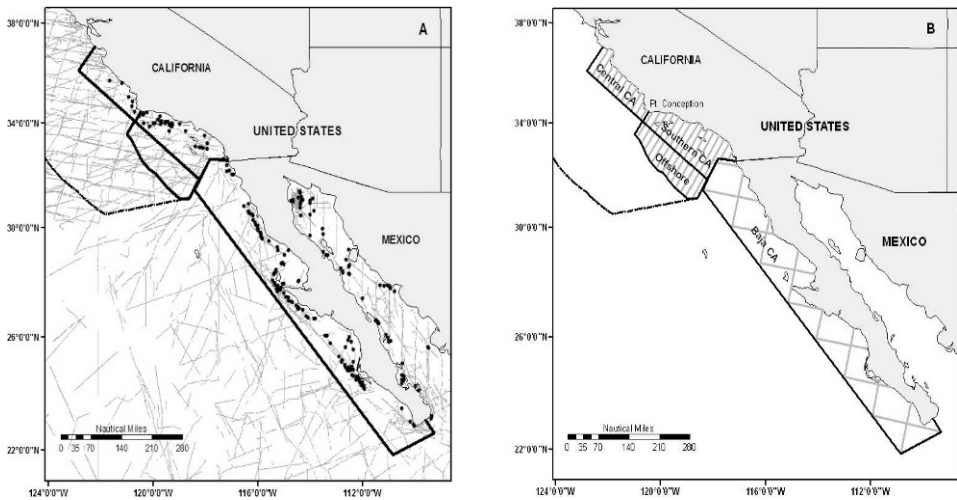 A
CALIFORNIA
UNITED STATES
MEXICO
38°0'0"N
34°0'0"N
30°0'0"N
26°0'0"N
22°0'0"N
Nautical Miles
0 35 70 140 210 280
124°0'0"W 120°0'0"W 116°0'0"W 112°0'0"W
B
CALIFORNIA
Central CA
Pt. Conception
UNITED STATES
Southern CA
Offshore
MEXICO
Baja CA
38°0'0"N
34°0'0"N
30°0'0"N
26°0'0"N
22°0'0"N
Nautical Miles
0 35 70 140 210 280
124°0'0"W 120°0'0"W 116°0'0"W 112°0'0"W